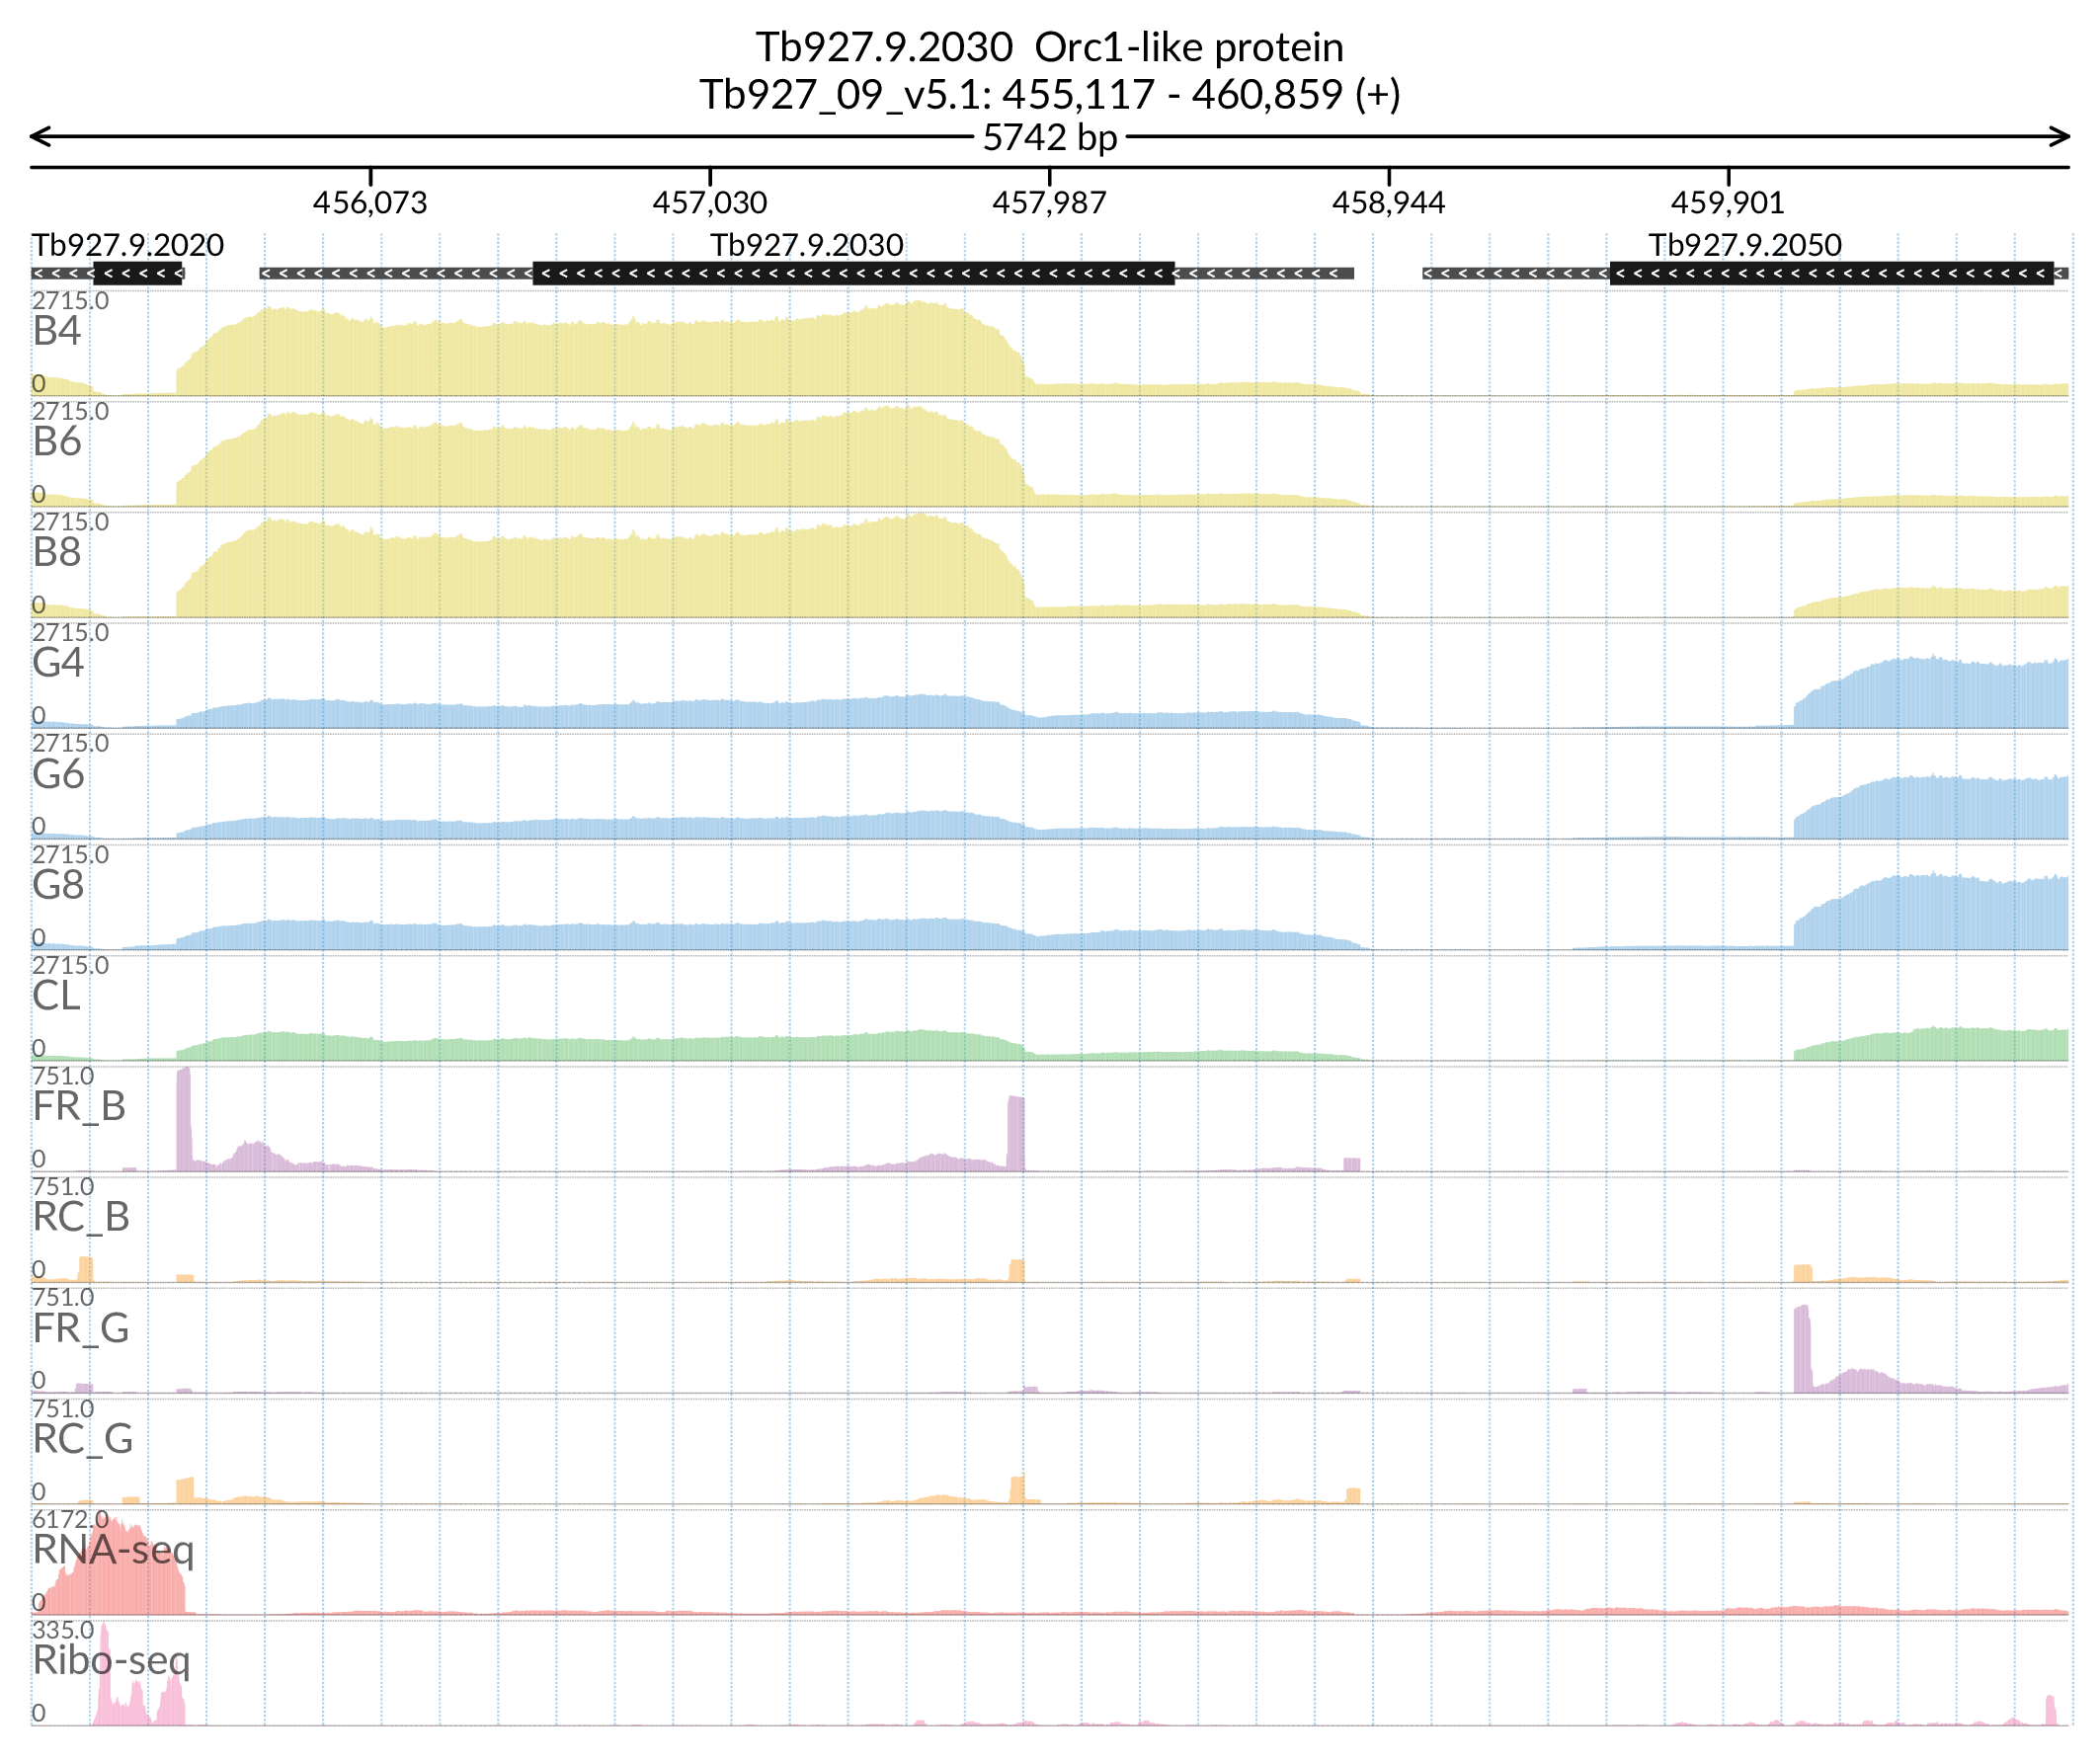 Tb927.9.2030 Orc1-like protein
Tb927_09_v5.1: 455,117 - 460,859 (+)
5742 bp
456,073 457,030 457,987 458,944 459,901
Tb927.9.2020 Tb927.9.2030 Tb927.9.2050
2715.0
B4
0
2715.0
B6
0
2715.0
B8
0
2715.0
G4
0
2715.0
G6
0
2715.0
G8
0
2715.0
CL
0
751.0
FR_B
0
751.0
RC_B
0
751.0
FR_G
0
751.0
RC_G
0
6172.0
RNA-seq
0
335.0
Ribo-seq
0